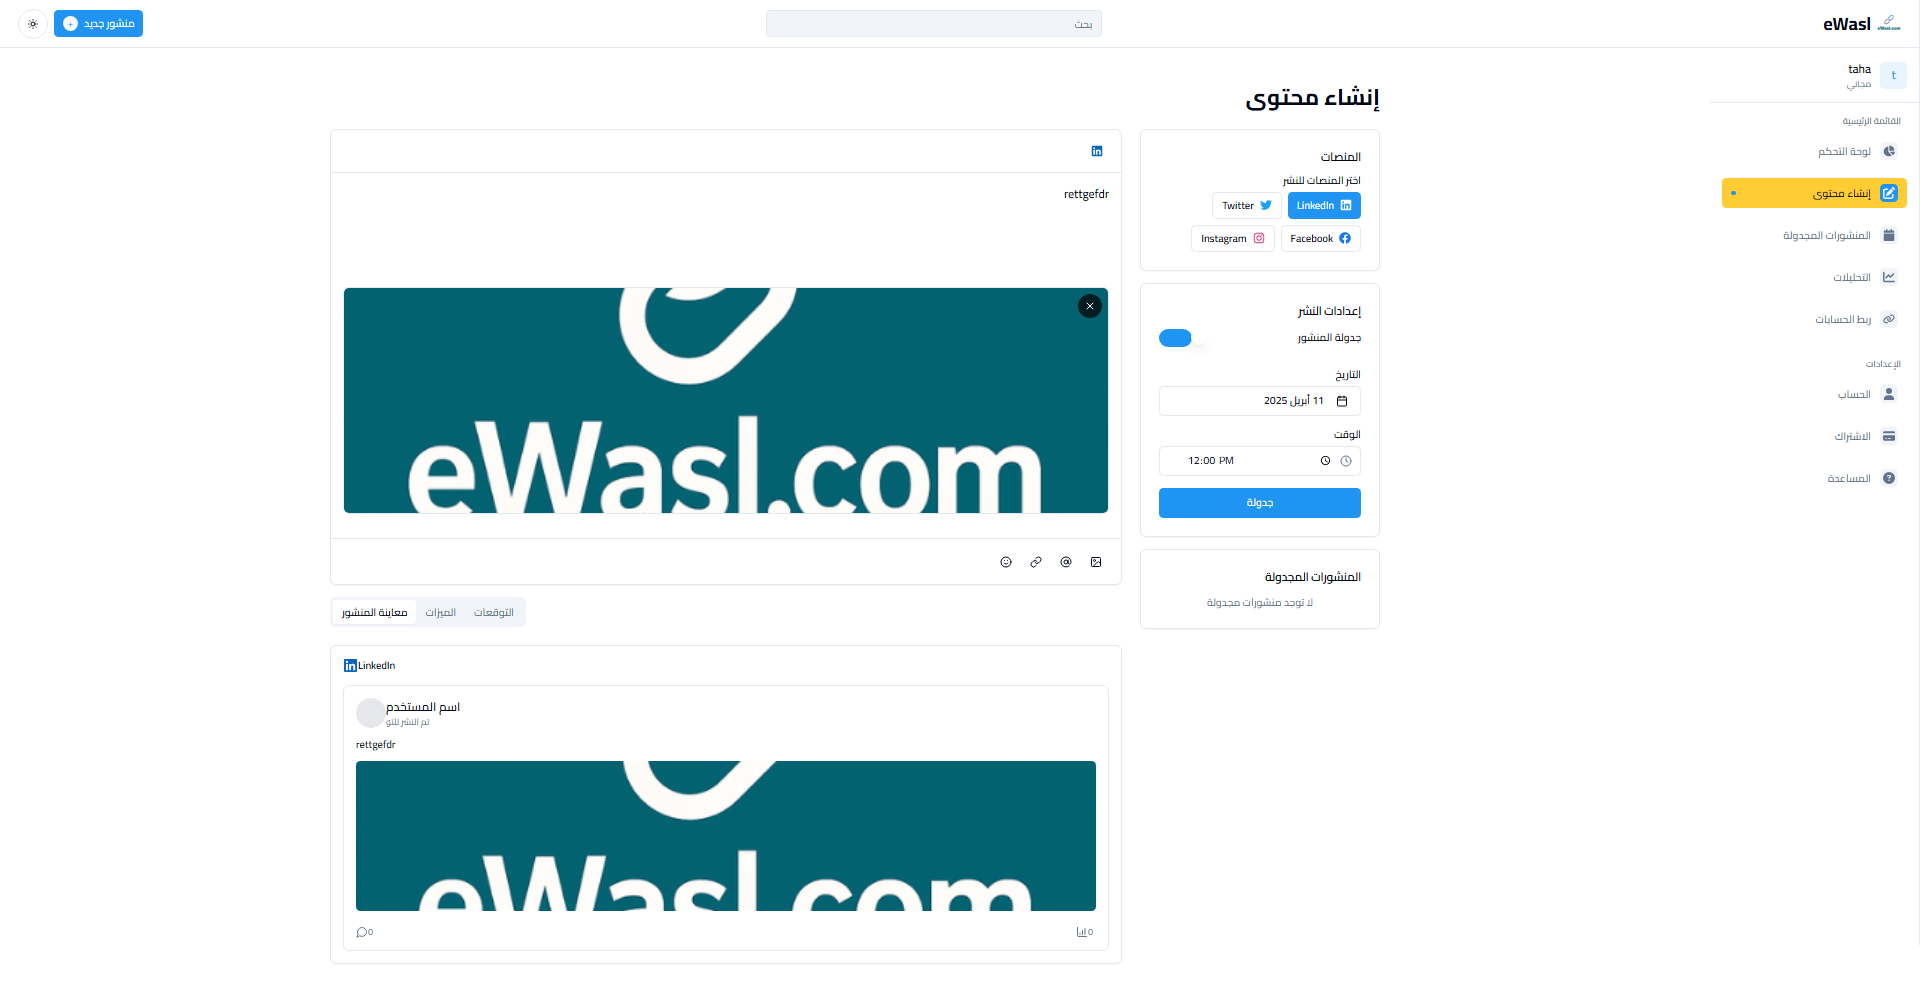 eWasl
eWasl.com
بحث
منشور جديد
+
t
taha
مجاني
القائمة الرئيسية
لوحة التحكم
إنشاء محتوى
المنشورات المجدولة
التحليلات
ربط الحسابات
الإعدادات
الحساب
الاشتراك
المساعدة
إنشاء محتوى
المنصات
اختر المنصات للنشر
LinkedIn
Twitter
Facebook
Instagram
إعدادات النشر
جدولة المنشور
التاريخ
11 أبريل 2025
الوقت
12:00 PM
جدولة
المنشورات المجدولة
لا توجد منشورات مجدولة
rettgefdr
eWasl.com
التوقعات
الميزات
معاينة المنشور
LinkedIn
اسم المستخدم
تم النشر للتو
rettgefdr
eWasl.com
0
0